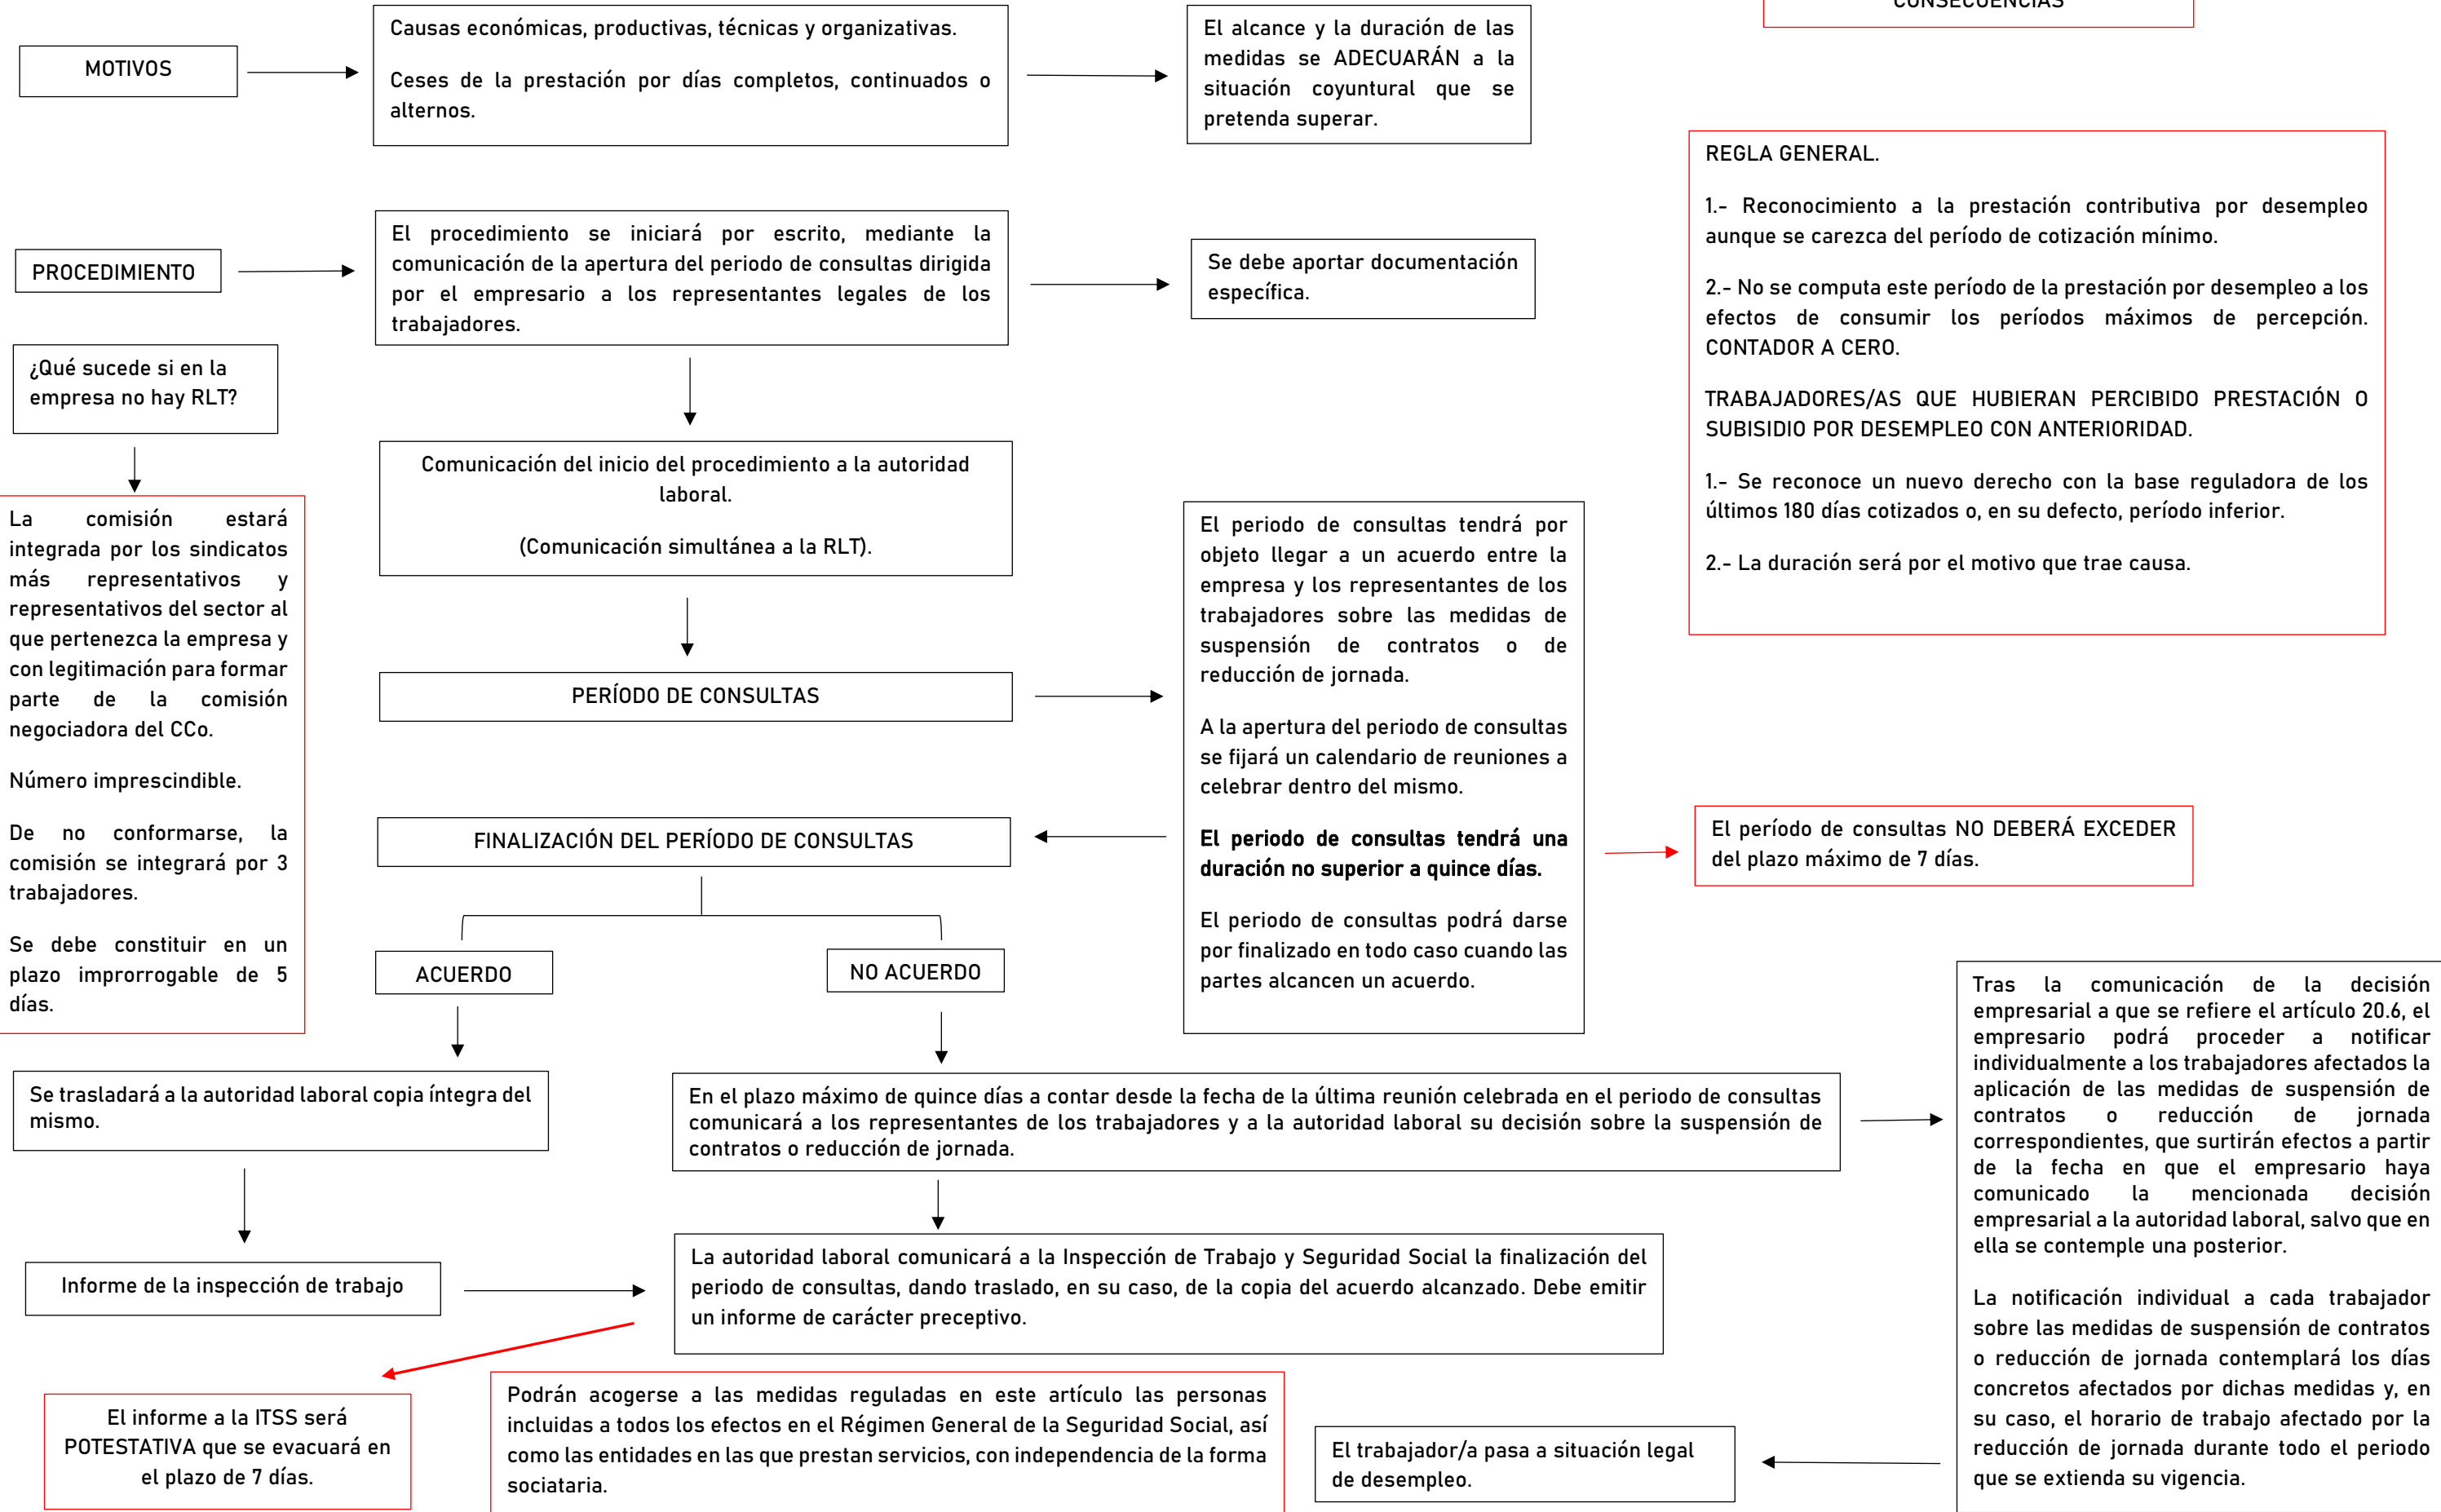 CONSECUENCIAS
MOTIVOS
Causas económicas, productivas, técnicas y organizativas.
Ceses de la prestación por días completos, continuados o
alternos.
El alcance y la duración de las
medidas se ADECUARÁN a la
situación coyuntural que se
pretenda superar.
REGLA GENERAL.
1.- Reconocimiento a la prestación contributiva por desempleo
aunque se carezca del período de cotización mínimo.
2.- No se computa este período de la prestación por desempleo a los
efectos de consumir los períodos máximos de percepción.
CONTADOR A CERO.
TRABAJADORES/AS QUE HUBIERAN PERCIBIDO PRESTACIÓN O
SUBISIDIO POR DESEMPLEO CON ANTERIORIDAD.
1.- Se reconoce un nuevo derecho con la base reguladora de los
últimos 180 días cotizados o, en su defecto, período inferior.
2.- La duración será por el motivo que trae causa.
PROCEDIMIENTO
El procedimiento se iniciará por escrito, mediante la
comunicación de la apertura del periodo de consultas dirigida
por el empresario a los representantes legales de los
trabajadores.
Se debe aportar documentación
específica.
¿Qué sucede si en la
empresa no hay RLT?
La comisión estará
integrada por los sindicatos
más representativos y
representativos del sector al
que pertenezca la empresa y
con legitimación para formar
parte de la comisión
negociadora del CCo.
Número imprescindible.
De no conformarse, la
comisión se integrará por 3
trabajadores.
Se debe constituir en un
plazo improrrogable de 5
días.
Comunicación del inicio del procedimiento a la autoridad
laboral.
(Comunicación simultánea a la RLT).
PERÍODO DE CONSULTAS
El periodo de consultas tendrá por
objeto llegar a un acuerdo entre la
empresa y los representantes de los
trabajadores sobre las medidas de
suspensión de contratos o de
reducción de jornada.
A la apertura del periodo de consultas
se fijará un calendario de reuniones a
celebrar dentro del mismo.
El periodo de consultas tendrá una
duración no superior a quince días.
El periodo de consultas podrá darse
por finalizado en todo caso cuando las
partes alcancen un acuerdo.
El período de consultas NO DEBERÁ EXCEDER
del plazo máximo de 7 días.
FINALIZACIÓN DEL PERÍODO DE CONSULTAS
ACUERDO
NO ACUERDO
Se trasladará a la autoridad laboral copia íntegra del
mismo.
En el plazo máximo de quince días a contar desde la fecha de la última reunión celebrada en el periodo de consultas
comunicará a los representantes de los trabajadores y a la autoridad laboral su decisión sobre la suspensión de
contratos o reducción de jornada.
Tras la comunicación de la decisión
empresarial a que se refiere el artículo 20.6, el
empresario podrá proceder a notificar
individualmente a los trabajadores afectados la
aplicación de las medidas de suspensión de
contratos o reducción de jornada
correspondientes, que surtirán efectos a partir
de la fecha en que el empresario haya
comunicado la mencionada decisión
empresarial a la autoridad laboral, salvo que en
ella se contemple una posterior.
La notificación individual a cada trabajador
sobre las medidas de suspensión de contratos
o reducción de jornada contemplará los días
concretos afectados por dichas medidas y, en
su caso, el horario de trabajo afectado por la
reducción de jornada durante todo el periodo
que se extienda su vigencia.
Informe de la inspección de trabajo
La autoridad laboral comunicará a la Inspección de Trabajo y Seguridad Social la finalización del
periodo de consultas, dando traslado, en su caso, de la copia del acuerdo alcanzado. Debe emitir
un informe de carácter preceptivo.
El informe a la ITSS será
POTESTATIVA que se evacuará en
el plazo de 7 días.
Podrán acogerse a las medidas reguladas en este artículo las personas
incluidas a todos los efectos en el Régimen General de la Seguridad Social, así
como las entidades en las que prestan servicios, con independencia de la forma
sociataria.
El trabajador/a pasa a situación legal
de desempleo.